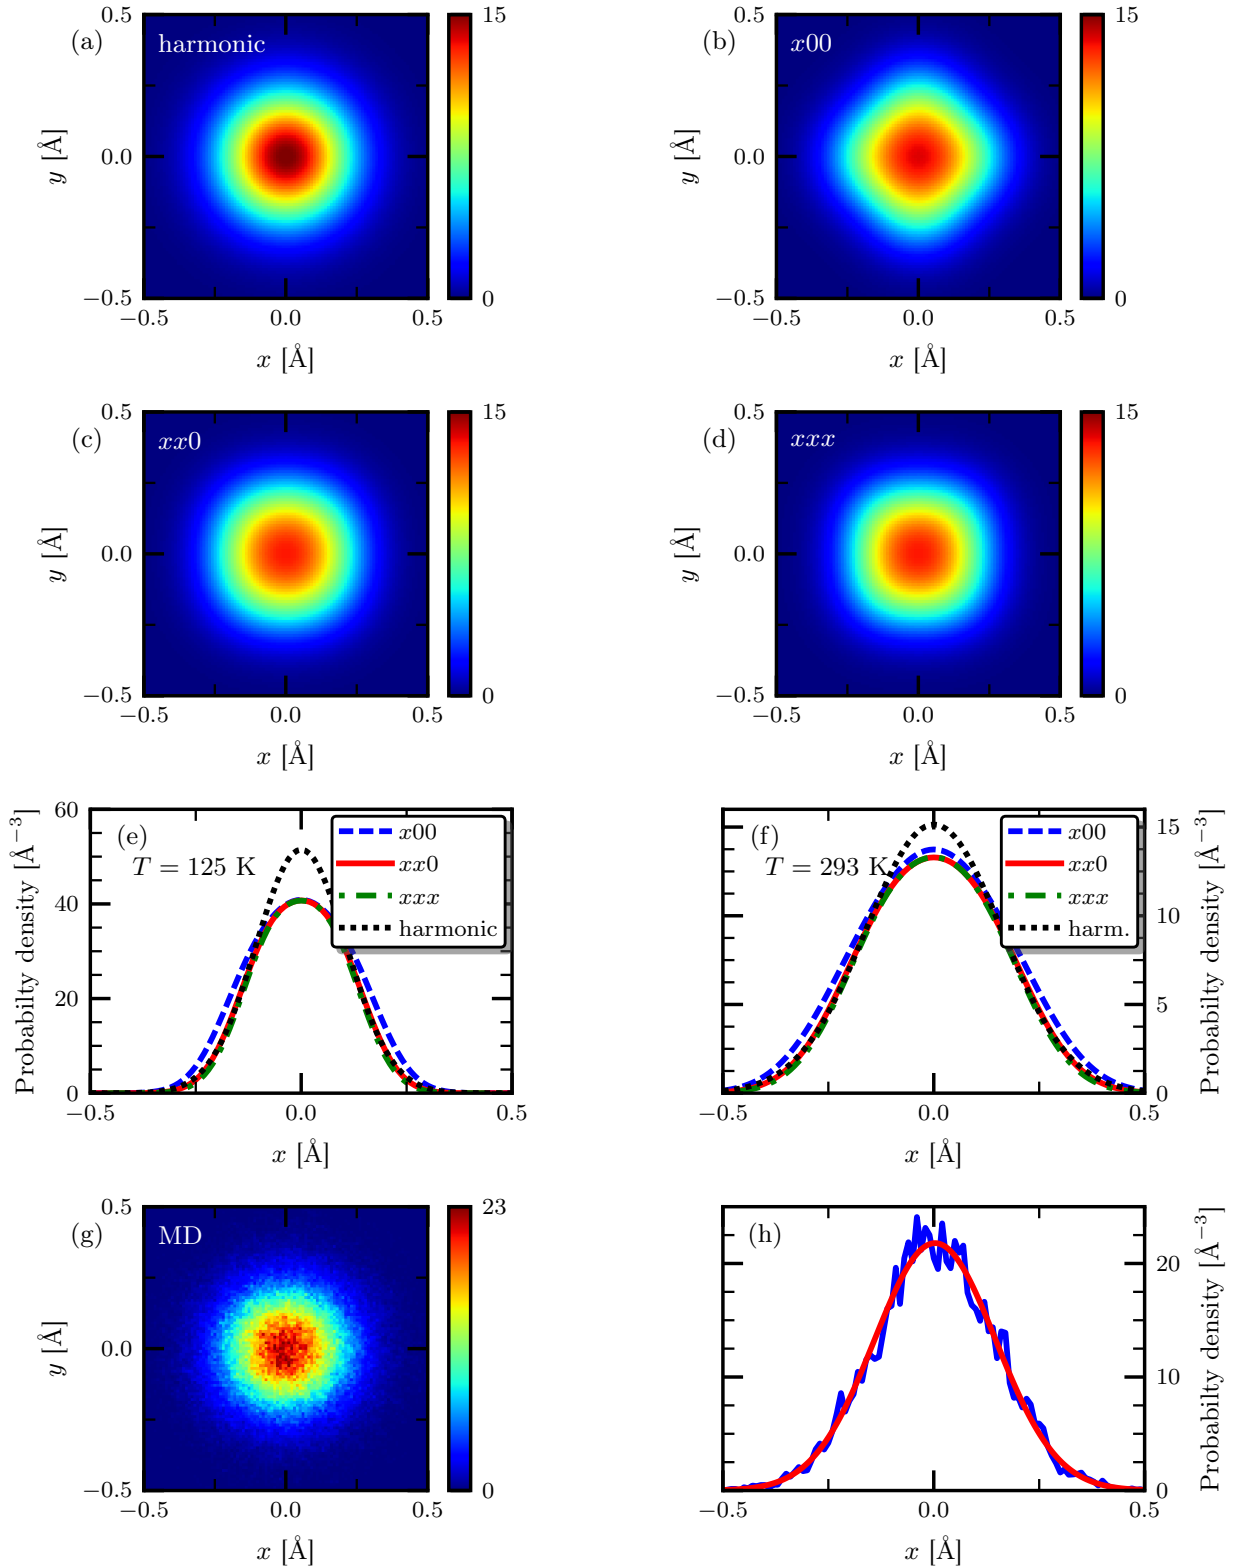 0.5
15
0.5
15
(a)
harmonic
(b)
x00
y [Å]
0.0
y [Å]
0.0
−0.5
0
−0.5
0
−0.5
0.0
0.5
−0.5
0.0
0.5
x [Å]
x [Å]
0.5
15
0.5
15
(c)
xx0
(d)
xxx
y [Å]
0.0
y [Å]
0.0
−0.5
0
−0.5
0
−0.5
0.0
0.5
−0.5
0.0
0.5
x [Å]
x [Å]
Probabilty density [Å−3]
60
40
20
0
(e)
T = 125 K
x00
xx0
xxx
harmonic
−0.5
0.0
0.5
x [Å]
(f)
T = 293 K
x00
xx0
xxx
harm.
15
10
5
0
Probabilty density [Å−3]
−0.5
0.0
0.5
x [Å]
0.5
23
(g)
MD
y [Å]
0.0
−0.5
0
−0.5
0.0
0.5
x [Å]
(h)
20
10
0
Probabilty density [Å−3]
−0.5
0.0
0.5
x [Å]